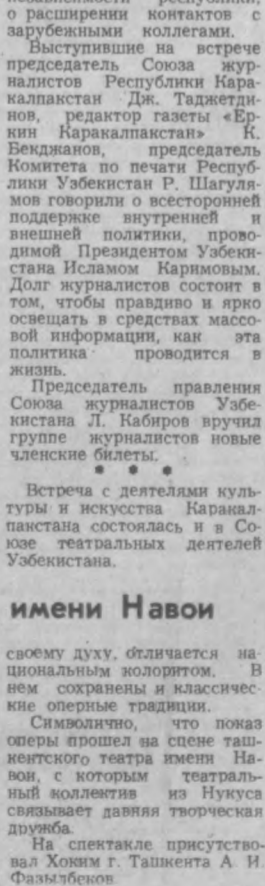 независимости республики,
о расширении контактов с
зарубежными коллегами.
Выступившие на встрече
председатель Союза жур-
налистов Республики Кара-
калпакстан Дж. Таджетди-
нов, редактор газеты «Ер-
кин Каракалпакстан» К.
Бекджанов, председатель
Комитета по печати Респуб-
лики Узбекистан Р. Шагуля-
мов говорили о всесторонней
поддержке внутренней и
внешней политики, прово-
димой Президентом Узбеки-
стана Исламом Каримовым.
Долг журналистов состоит в
том, чтобы правдиво и ярко
освещать в средствах массо-
вой информации, как эта
политика проводится в
жизнь.
Председатель правления
Союза журналистов Узбе-
кистана Л. Кабиров вручил
группе журналистов новые
членские билеты.
* * *
Встреча с деятелями куль-
туры и искусства Каракал-
пакстана состоялась и в Со-
юзе театральных деятелей
Узбекистана.
имени Навои
своему духу, отличается на-
циональным колоритом. В
нем сохранены и классичес-
кие оперные традиции.
Символично, что показ
оперы прошел на сцене таш-
кентского театра имени На-
вои, с которым театраль-
ный коллектив из Нукуса
связывает давняя творческая
дружба.
На спектакле присутство-
вал Хоким г. Ташкента А. И.
Фазылбеков.